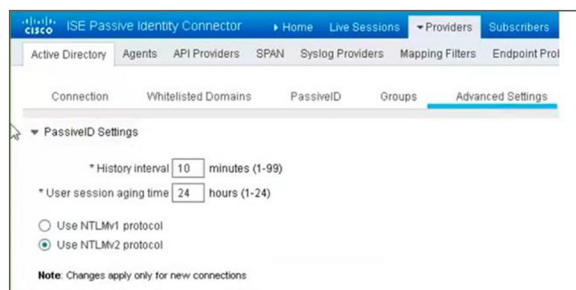 CISCO ISE Passive Identity Connector Home Live Sessions Providers Subscribers
Active Directory Agents API Providers SPAN Syslog Providers Mapping Filters Endpoint Prol
Connection Whitelisted Domains PassiveID Groups Advanced Settings
PassiveID Settings
* History interval 10 minutes (1-99)
* User session aging time 24 hours (1-24)
Use NTLMv1 protocol
Use NTLMv2 protocol
Note: Changes apply only for new connections